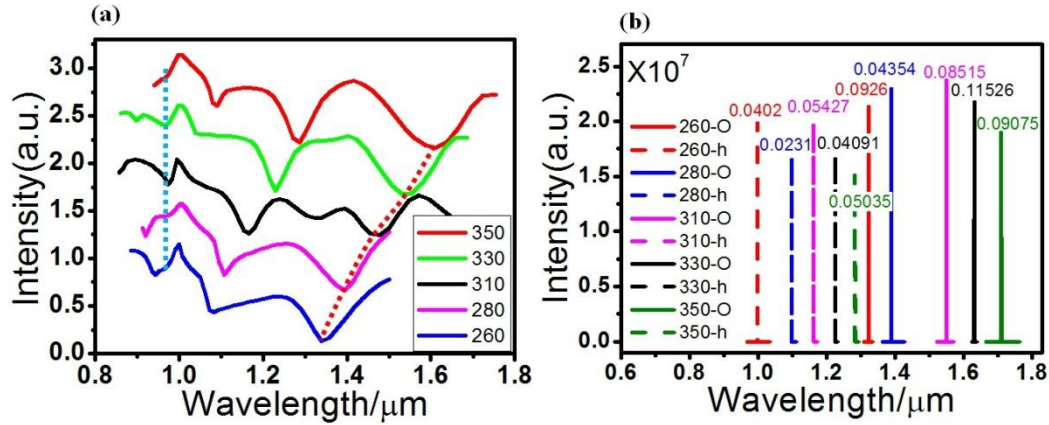 (a)
Intensity(a.u.)
3.0
2.5
2.0
1.5
1.0
0.5
0.0
350
330
310
280
260
0.8 1.0 1.2 1.4 1.6 1.8
Wavelength/μm
(b)
Intensity(a.u.)
2.5
2.0
1.5
1.0
0.5
0.0
X10⁷
260-O
260-h
280-O
280-h
310-O
310-h
330-O
330-h
350-O
350-h
0.0402
0.0231
0.05427
0.04091
0.05035
0.0926
0.04354
0.08515
0.11526
0.09075
0.6 0.8 1.0 1.2 1.4 1.6 1.8
Wavelength/μm